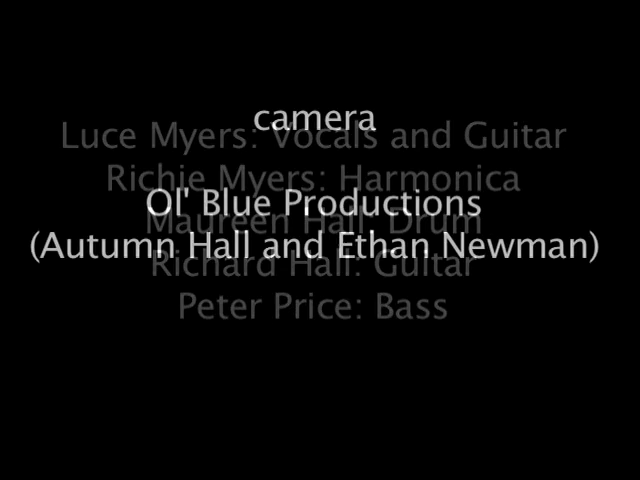 camera
Luce Myers: Vocals and Guitar
Richie Myers: Harmonica
Ol' Blue Productions
Maureen Hall: Drum
(Autumn Hall and Ethan Newman)
Richard Hall: Guitar
Peter Price: Bass